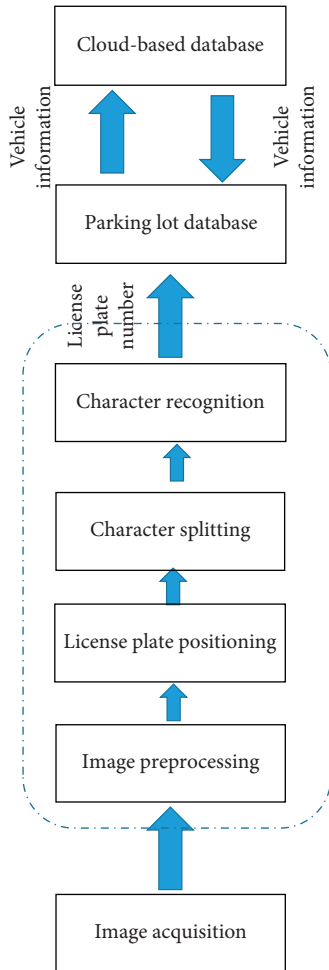 Cloud-based database
Vehicle
information
Vehicle
information
Parking lot database
License
plate
number
Character recognition
Character splitting
License plate positioning
Image preprocessing
Image acquisition